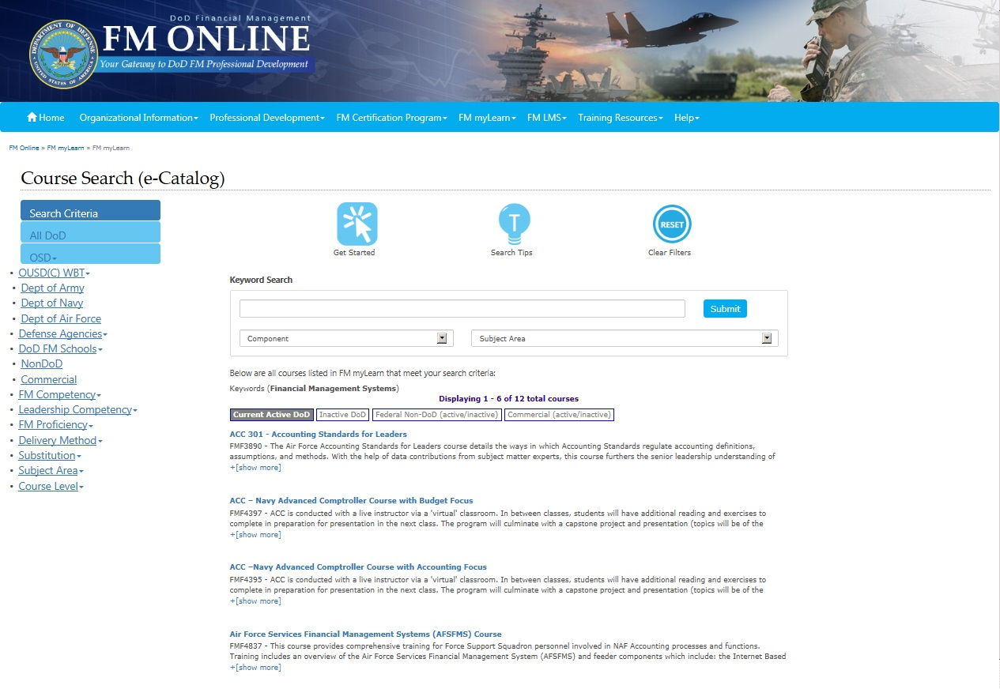 DoD Financial Management
FM ONLINE
Your Gateway to DoD FM Professional Development
DEPARTMENT OF DEFENSE
UNITED STATES OF AMERICA
Home Organizational Information Professional Development FM Certification Program FM myLearn FM LMS Training Resources Help
FM Online » FM myLearn » FM myLearn
Course Search (e-Catalog)
Search Criteria
All DoD
OSD
• OUSD(C) WBT
• Dept of Army
• Dept of Navy
• Dept of Air Force
• Defense Agencies
• DoD FM Schools
• NonDoD
• Commercial
• FM Competency
• Leadership Competency
• FM Proficiency
• Delivery Method
• Substitution
• Subject Area
• Course Level
T RESET
Get Started Search Tips Clear Filters
Keyword Search
Submit
Component Subject Area
Below are all courses listed in FM myLearn that meet your search criteria:
Keywords (Financial Management Systems)
Displaying 1 - 6 of 12 total courses
Current Active DoD Inactive DoD Federal Non-DoD (active/inactive) Commercial (active/inactive)
ACC 301 - Accounting Standards for Leaders
FMF3890 - The Air Force Accounting Standards for Leaders course details the ways in which Accounting Standards regulate accounting definitions,
assumptions, and methods. With the help of data contributions from subject matter experts, this course furthers the senior leadership understanding of
+[show more]
ACC – Navy Advanced Comptroller Course with Budget Focus
FMF4397 - ACC is conducted with a live instructor via a 'virtual' classroom. In between classes, students will have additional reading and exercises to
complete in preparation for presentation in the next class. The program will culminate with a capstone project and presentation (topics will be of the
+[show more]
ACC –Navy Advanced Comptroller Course with Accounting Focus
FMF4395 - ACC is conducted with a live instructor via a 'virtual' classroom. In between classes, students will have additional reading and exercises to
complete in preparation for presentation in the next class. The program will culminate with a capstone project and presentation (topics will be of the
+[show more]
Air Force Services Financial Management Systems (AFSFMS) Course
FMF4837 - This course provides comprehensive training for Force Support Squadron personnel involved in NAF Accounting processes and functions.
Training includes an overview of the Air Force Services Financial Management System (AFSFMS) and feeder components which include: the Internet Based
+[show more]